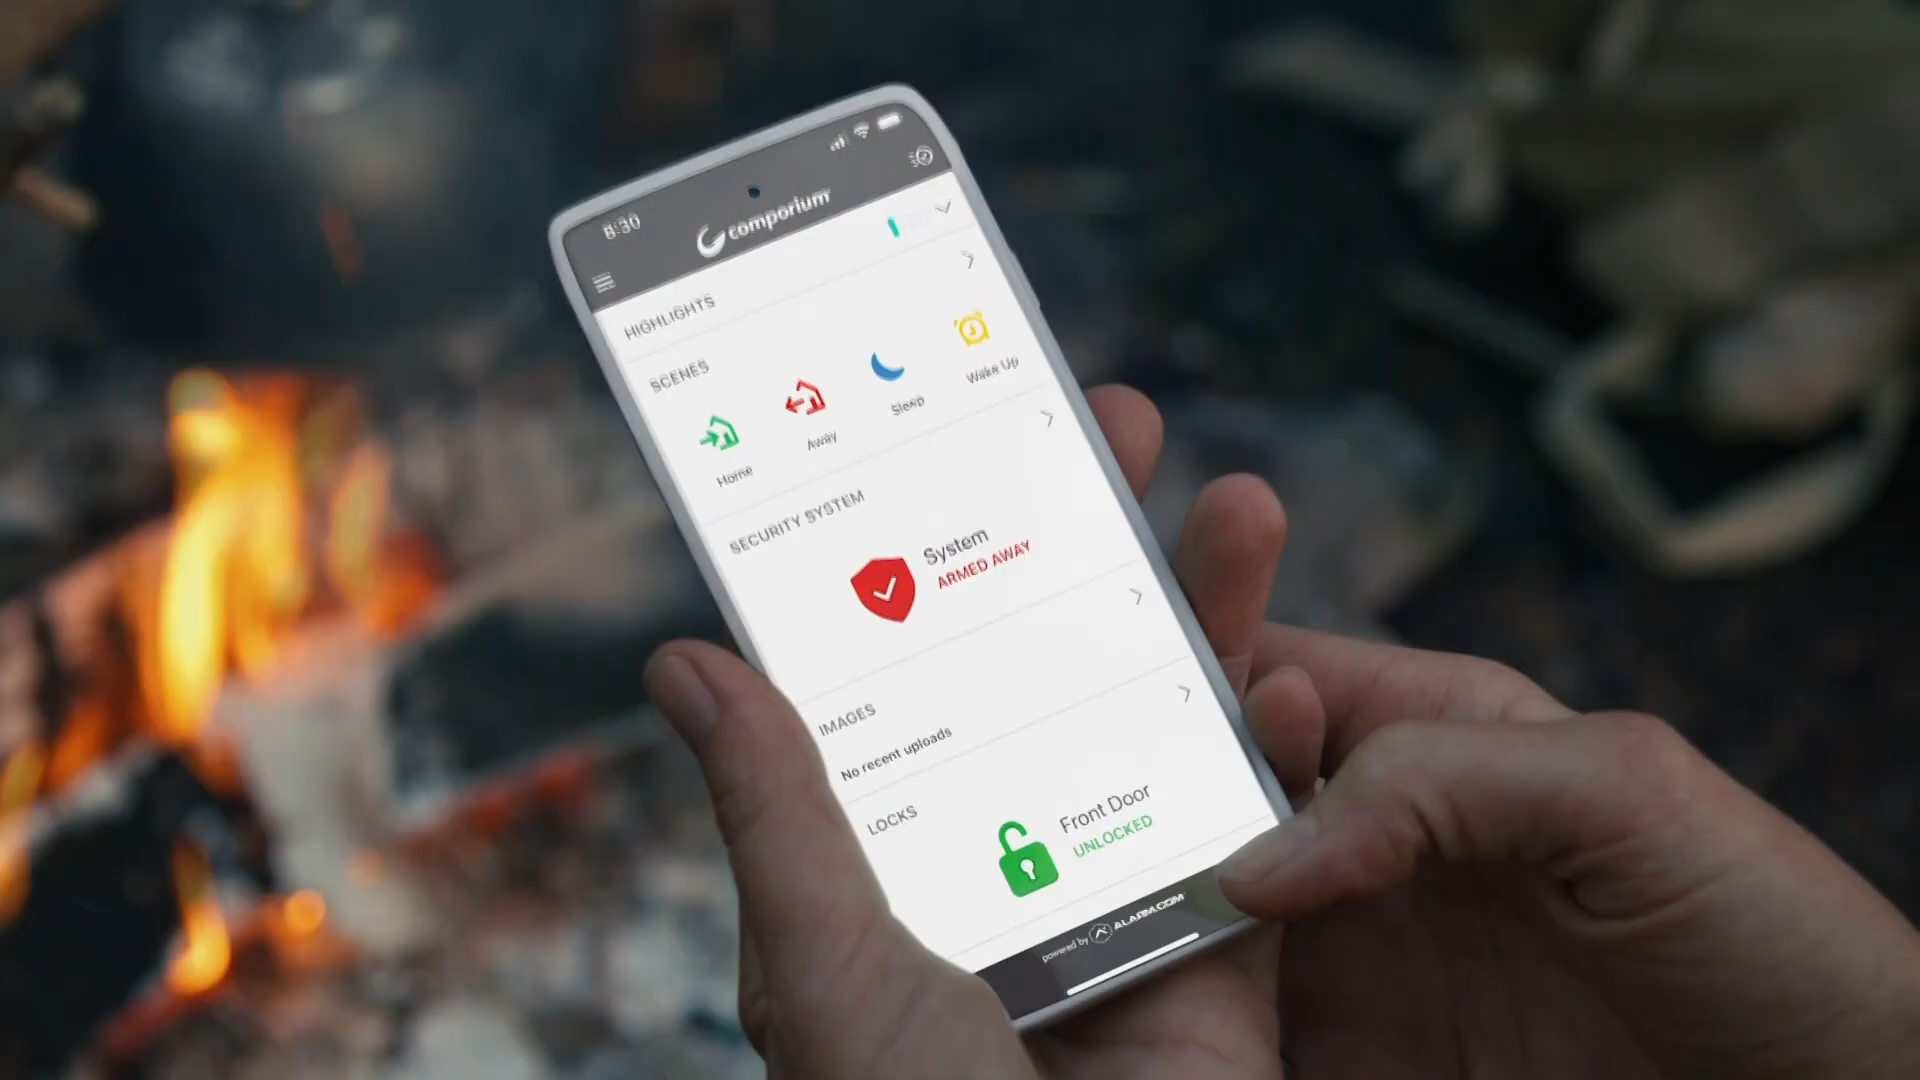 8:30
comporium
HIGHLIGHTS
SCENES
Home
Away
Sleep
Wake Up
SECURITY SYSTEM
System
ARMED AWAY
IMAGES
No recent uploads
LOCKS
Front Door
UNLOCKED
powered by ALARM.COM